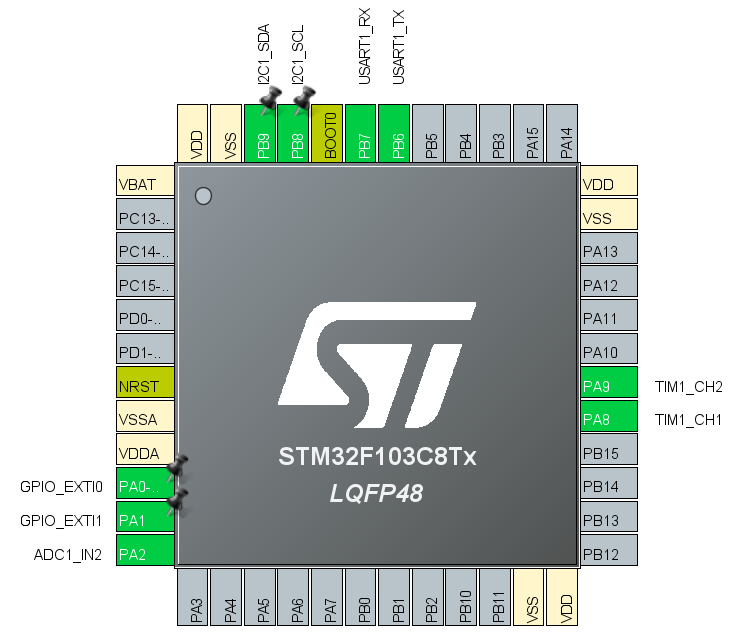 I2C1_SDA
I2C1_SCL
USART1_RX
USART1_TX
VDD
VSS
PB9
PB8
BOOT0
PB7
PB6
PB5
PB4
PB3
PA15
PA14
VBAT
PC13-..
PC14-..
PC15-..
PD0-..
PD1-..
NRST
VSSA
VDDA
GPIO_EXTI0 PA0-..
GPIO_EXTI1 PA1
ADC1_IN2 PA2
VDD
VSS
PA13
PA12
PA11
PA10
PA9 TIM1_CH2
PA8 TIM1_CH1
PB15
PB14
PB13
PB12
ST
STM32F103C8Tx
LQFP48
PA3
PA4
PA5
PA6
PA7
PB0
PB1
PB2
PB10
PB11
VSS
VDD